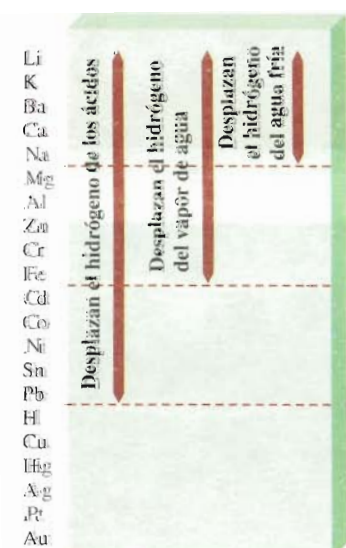 Li
K
Ba
Ca
Na
Mg
Al
Zn
Cr
Fe
Cd
Co
Ni
Sn
Pb
H
Cu
Hg
Ag
Pt
Au
Desplazan el hidrógeno de los ácidos
Desplazan el hidrógeno
del vapor de agua
Desplazan
el hidrógeno
del agua fría